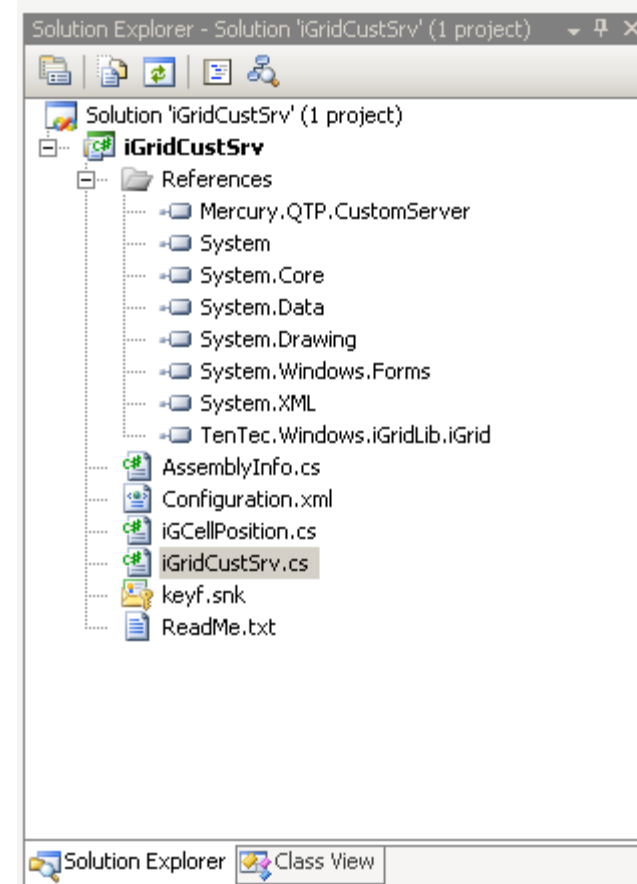 Solution Explorer - Solution 'iGridCustSrv' (1 project)
Solution 'iGridCustSrv' (1 project)
iGridCustSrv
References
Mercury.QTP.CustomServer
System
System.Core
System.Data
System.Drawing
System.Windows.Forms
System.XML
TenTec.Windows.iGridLib.iGrid
AssemblyInfo.cs
Configuration.xml
iGCellPosition.cs
iGridCustSrv.cs
keyf.snk
ReadMe.txt
Solution Explorer Class View